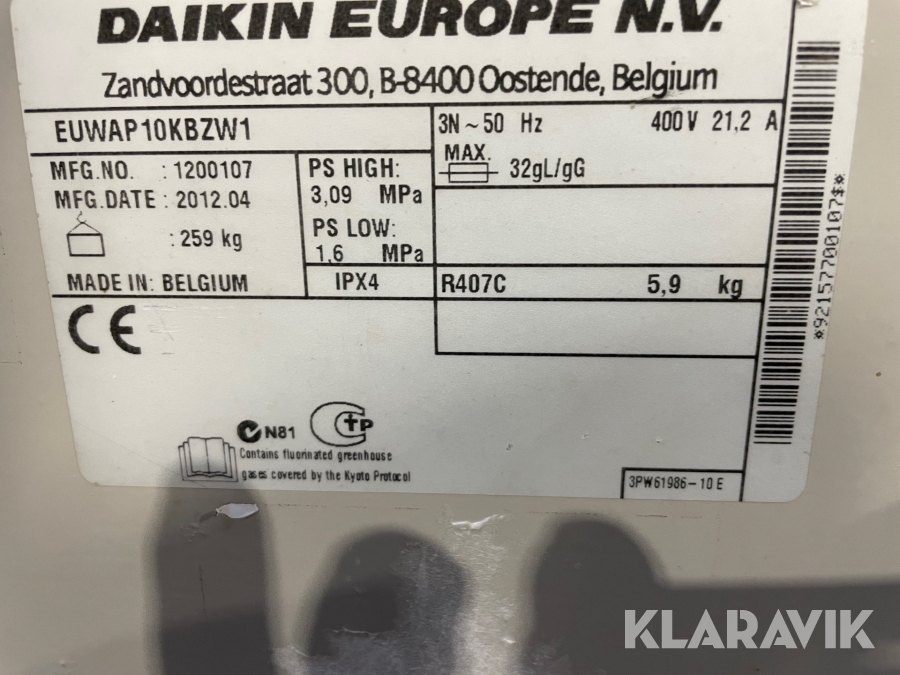 DAIKIN EUROPE N.V.
Zandvoordestraat 300, B-8400 Oostende, Belgium
EUWAP10KBZW1
3N ~ 50 Hz 400V 21,2 A
MAX. 32gL/gG
MFG.NO. : 1200107
MFG.DATE : 2012.04
: 259 kg
MADE IN: BELGIUM
PS HIGH:
3,09 MPa
PS LOW:
1,6 MPa
IPX4
R407C 5,9 kg
*92157700107$*
CE
N81
CTP
Contains fluorinated greenhouse
gases covered by the Kyoto Protocol
3PW61986-10 E
KLARAVIK